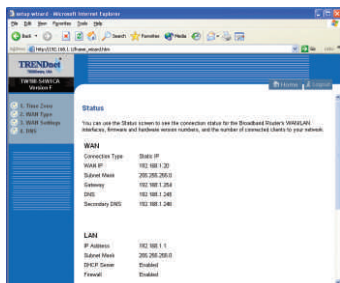 setup wizard - Microsoft Internet Explorer
File Edit View Favorites Tools Help
Back Search Favorites Media
TRENDnet
Version F
Home Logout
1. Time Zone
2. WAN Type
3. WAN Settings
4. DNS
Status
You can use the Status screen to see the connection status for the Broadband Router's WAN/LAN
interfaces, firmware and hardware version numbers, and the number of connected clients to your network.
WAN
Connection Type Static IP
WAN IP 192.168.1.20
Subnet Mask 255.255.255.0
Gateway 192.168.1.254
DNS 192.168.1.246
Secondary DNS 192.168.1.246
LAN
IP Address 192.168.1.1
Subnet Mask 255.255.255.0
DHCP Server Enabled
Firewall Enabled